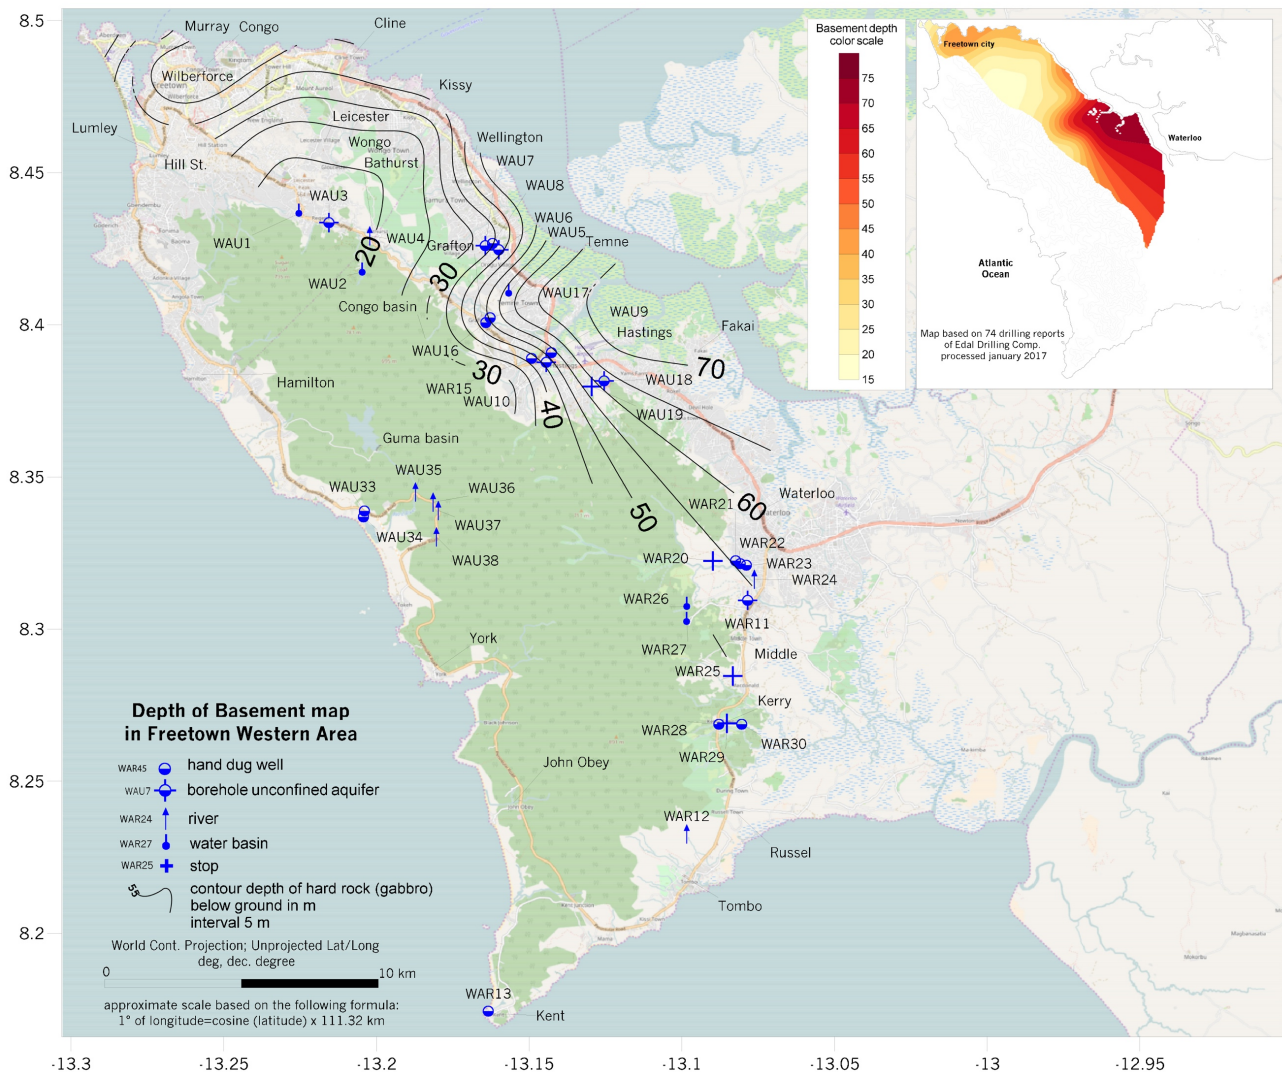 8.5
8.45
8.4
8.35
8.3
8.25
8.2
-13.3
-13.25
-13.2
-13.15
-13.1
-13.05
-13
-12.95
Murray
Congo
Cline
Wilberforce
Kissy
Lumley
Leicester
Hill St.
Wongo
Bathurst
Wellington
WAU7
WAU8
WAU3
WAU6
WAU5
Temne
WAU1
WAU4
Grafton
20
30
WAU2
WAU17
Congo basin
WAU9
Hastings
Fakai
WAU16
30
70
Hamilton
WAR15
WAU10
WAU18
40
WAU19
Guma basin
WAU35
WAU33
WAU36
WAU37
WAU34
WAU38
WAR21
Waterloo
60
50
WAR22
WAR20
WAR23
WAR24
WAR26
WAR11
WAR27
Middle
York
WAR25
Kerry
WAR28
WAR30
WAR29
John Obey
WAR12
Russel
Tombo
WAR13
Kent
Basement depth
color scale
75
70
65
60
55
50
45
40
35
30
25
20
15
Freetown city
Waterloo
Atlantic
Ocean
Map based on 74 drilling reports
of Edal Drilling Comp.
processed january 2017
Depth of Basement map
in Freetown Western Area
WAR45 hand dug well
WAU7 borehole unconfined aquifer
WAR24 river
WAR27 water basin
WAR25 stop
55 contour depth of hard rock (gabbro)
below ground in m
interval 5 m
World Cont. Projection; Unprojected Lat/Long
deg, dec. degree
0 10 km
approximate scale based on the following formula:
1° of longitude=cosine (latitude) x 111.32 km